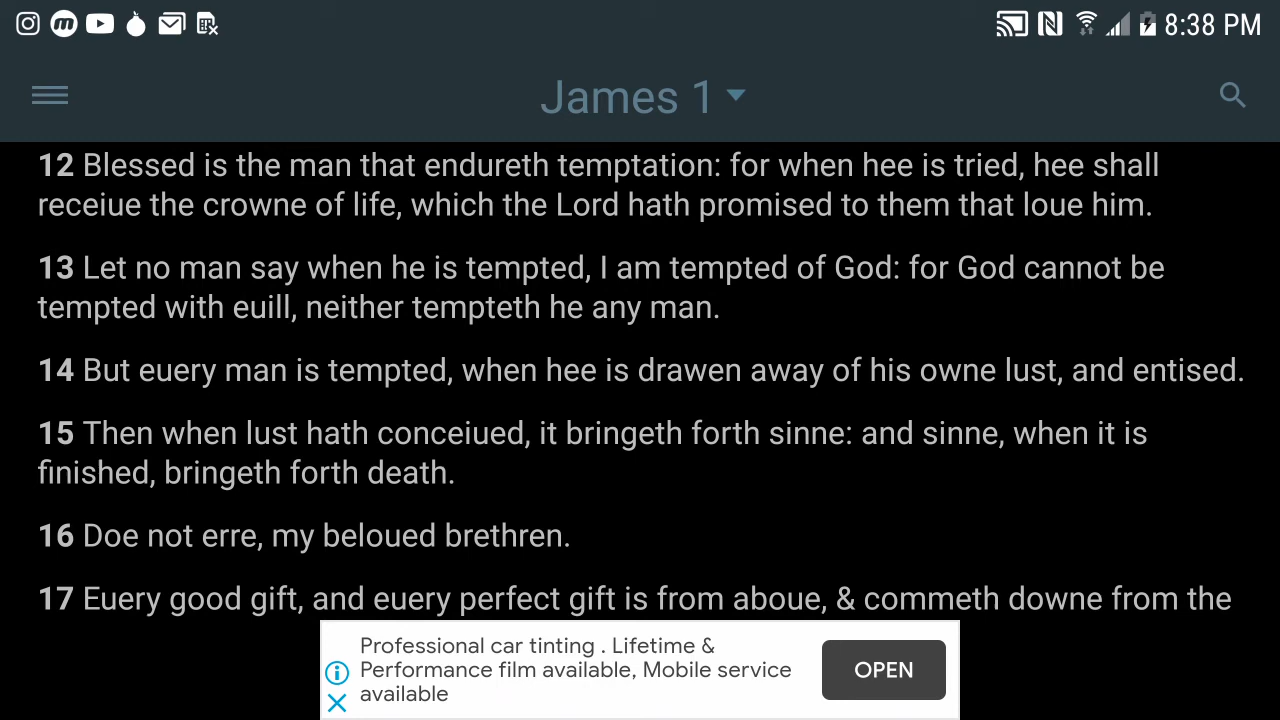 8:38 PM
James 1
12 Blessed is the man that endureth temptation: for when hee is tried, hee shall
receiue the crowne of life, which the Lord hath promised to them that loue him.
13 Let no man say when he is tempted, I am tempted of God: for God cannot be
tempted with euill, neither tempteth he any man.
14 But euery man is tempted, when hee is drawen away of his owne lust, and entised.
15 Then when lust hath conceiued, it bringeth forth sinne: and sinne, when it is
finished, bringeth forth death.
16 Doe not erre, my beloued brethren.
17 Euery good gift, and euery perfect gift is from aboue, & commeth downe from the
Professional car tinting . Lifetime &
Performance film available, Mobile service
available
OPEN